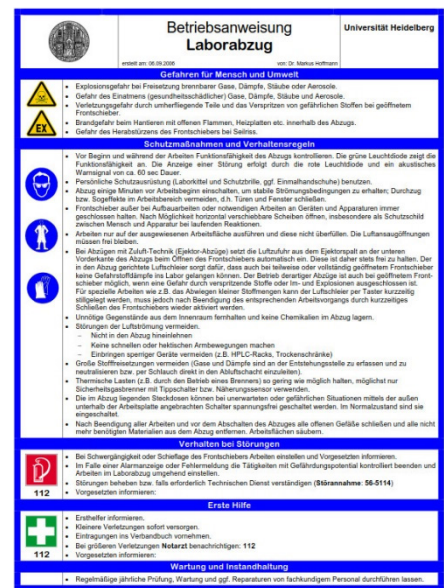 Betriebsanweisung
Laborabzug
Universität Heidelberg
erstellt am: 06.09.2006
von: Dr. Markus Hoffmann
Gefahren für Mensch und Umwelt
• Explosionsgefahr bei Freisetzung brennbarer Gase, Dämpfe, Stäube oder Aerosole.
• Gefahr des Einatmens (gesundheitsschädlicher) Gase, Dämpfe, Stäube und Aerosole.
• Verletzungsgefahr durch umherfliegende Teile und das Verspritzen von gefährlichen Stoffen bei geöffnetem
Frontschieber.
• Brandgefahr beim Hantieren mit offenen Flammen, Heizplatten etc. innerhalb des Abzugs.
• Gefahr des Herabstürzens des Frontschiebers bei Seilriss.
EX
Schutzmaßnahmen und Verhaltensregeln
• Vor Beginn und während der Arbeiten Funktionsfähigkeit des Abzugs kontrollieren. Die grüne Leuchtdiode zeigt die
Funktionsfähigkeit an. Die Anzeige einer Störung erfolgt durch die rote Leuchtdiode und ein akustisches
Warnsignal von ca. 60 sec Dauer.
• Persönliche Schutzausrüstung (Laborkittel und Schutzbrille, ggf. Einmalhandschuhe) benutzen.
• Abzug einige Minuten vor Arbeitsbeginn einschalten, um stabile Strömungsbedingungen zu erhalten; Durchzug
bzw. Sogeffekte im Arbeitsbereich vermeiden, d.h. Türen und Fenster schließen.
• Frontschieber außer bei Aufbauarbeiten oder notwendigen Arbeiten an Geräten und Apparaturen immer
geschlossen halten. Nach Möglichkeit horizontal verschiebbare Scheiben öffnen, insbesondere als Schutzschild
zwischen Mensch und Apparatur bei laufenden Reaktionen.
• Arbeiten nur auf der ausgewiesenen Arbeitsfläche ausführen und diese nicht überfüllen. Die Luftansaugöffnungen
müssen frei bleiben.
• Bei Abzügen mit Zuluft-Technik (Ejektor-Abzüge) setzt die Luftzufuhr aus dem Ejektorspalt an der unteren
Vorderkante des Abzugs beim Öffnen des Frontschiebers automatisch ein. Diese ist daher stets frei zu halten. Der
in den Abzug gerichtete Luftschleier sorgt dafür, dass auch bei teilweise oder vollständig geöffnetem Frontschieber
keine Gefahrstoffdämpfe ins Labor gelangen können. Der Betrieb derartiger Abzüge ist auch bei geöffnetem Front-
schieber möglich, wenn eine Gefahr durch verspritzende Stoffe oder Im- und Explosionen ausgeschlossen ist.
Für spezielle Arbeiten wie z.B. das Abwiegen kleiner Stoffmengen kann der Luftschleier per Taster kurzzeitig
stillgelegt werden, muss jedoch nach Beendigung des entsprechenden Arbeitsvorgangs durch kurzzeitiges
Schließen des Frontschiebers wieder aktiviert werden.
• Unnötige Gegenstände aus dem Innenraum fernhalten und keine Chemikalien im Abzug lagern.
• Störungen der Luftströmung vermeiden.
– Nicht in den Abzug hineinlehnen
– Keine schnellen oder hektischen Armbewegungen machen
– Einbringen sperriger Geräte vermeiden (z.B. HPLC-Racks, Trockenschränke)
• Große Stofffreisetzungen vermeiden (Gase und Dämpfe sind an der Entstehungsstelle zu erfassen und zu
neutralisieren bzw. per Schlauch direkt in den Abluftschacht einzuleiten).
• Thermische Lasten (z.B. durch den Betrieb eines Brenners) so gering wie möglich halten, möglichst nur
Sicherheitsgasbrenner mit Tippschalter bzw. Näherungssensor verwenden.
• Die im Abzug liegenden Steckdosen können bei unerwarteten oder gefährlichen Situationen mittels der außen
unterhalb der Arbeitsplatte angebrachten Schalter spannungsfrei geschaltet werden. Im Normalzustand sind sie
eingeschaltet.
• Nach Beendigung aller Arbeiten und vor dem Abschalten des Abzuges alle offenen Gefäße schließen und alle nicht
mehr benötigten Materialien aus dem Abzug entfernen. Arbeitsflächen säubern.
Verhalten bei Störungen
• Bei Schwergängigkeit oder Schieflage des Frontschiebers Arbeiten einstellen und Vorgesetzten informieren.
• Im Falle einer Alarmanzeige oder Fehlermeldung die Tätigkeiten mit Gefährdungspotential kontrolliert beenden und
Arbeiten im Laborabzug umgehend einstellen.
• Störungen beheben bzw. falls erforderlich Technischen Dienst verständigen (Störannahme: 56-5114)
112
• Vorgesetzten informieren:
Erste Hilfe
• Ersthelfer informieren.
• Kleinere Verletzungen sofort versorgen.
• Eintragungen ins Verbandbuch vornehmen.
• Bei größeren Verletzungen Notarzt benachrichtigen: 112
112
• Vorgesetzten informieren:
Wartung und Instandhaltung
• Regelmäßige jährliche Prüfung, Wartung und ggf. Reparaturen von fachkundigem Personal durchführen lassen.